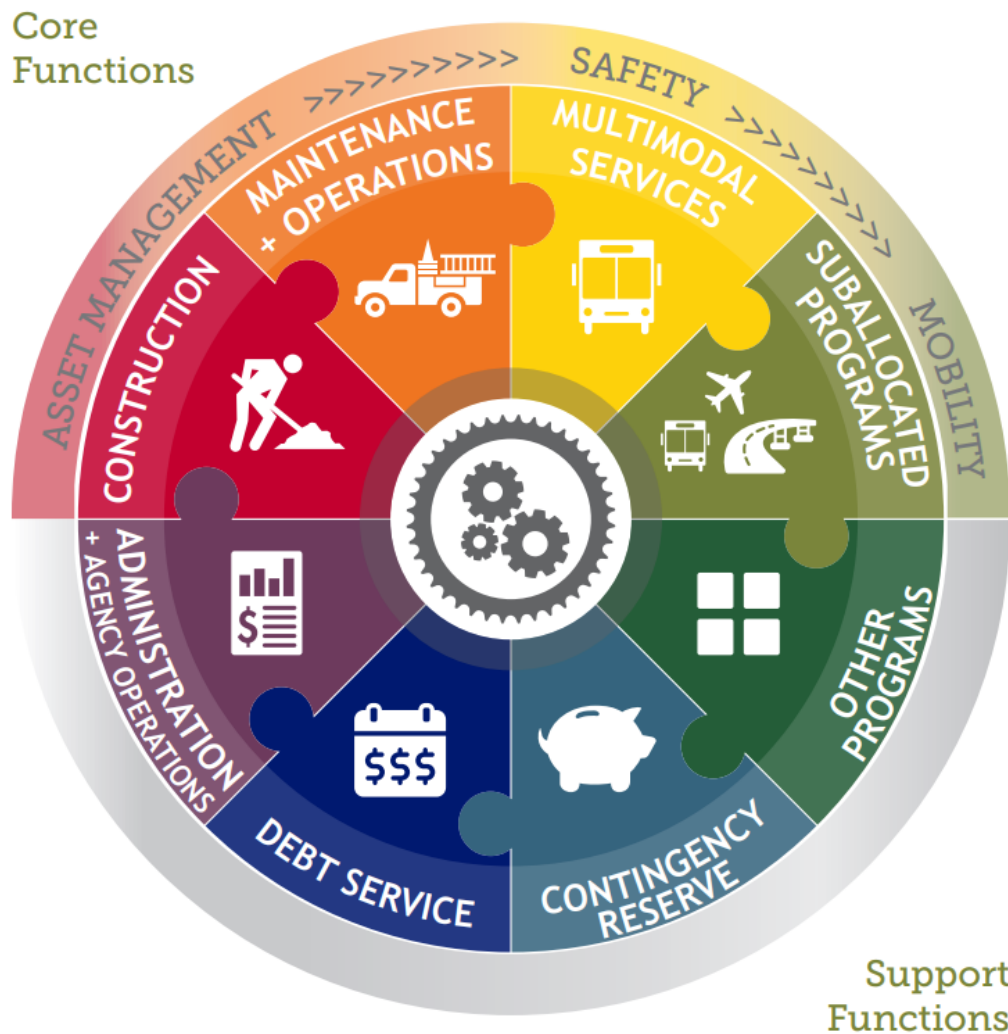 Core
Functions
ASSET MANAGEMENT >>>>>>>>>> SAFETY >>>>>>>>>> MOBILITY
CONSTRUCTION
MAINTENANCE
+ OPERATIONS
MULTIMODAL
SERVICES
SUBALLOCATED
PROGRAMS
OTHER
PROGRAMS
CONTINGENCY
RESERVE
DEBT SERVICE
$$$
ADMINISTRATION
+ AGENCY OPERATIONS
$
Support
Functions